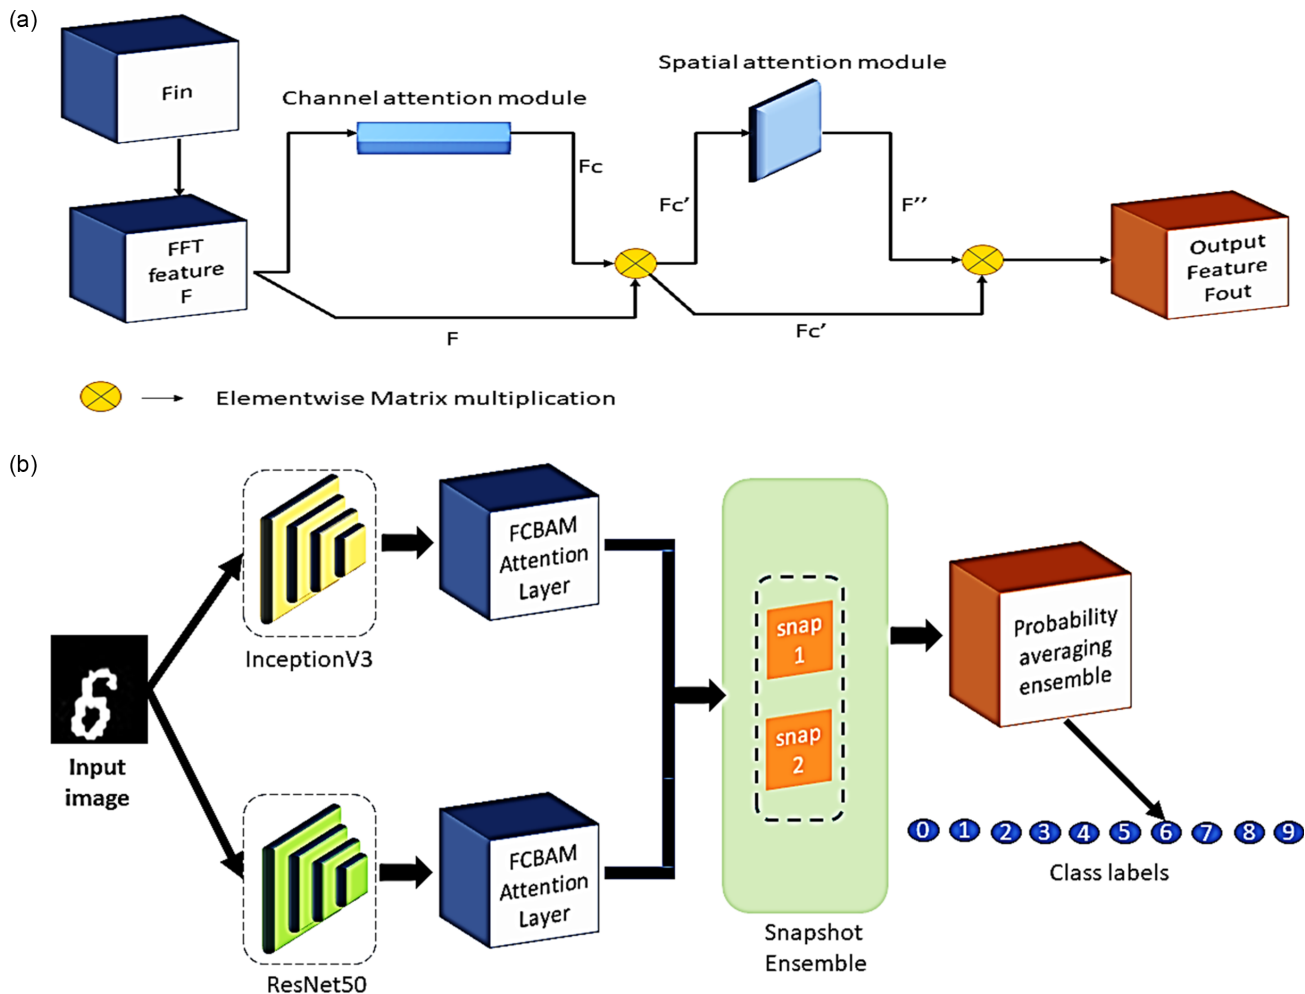 (a)
Fin
Channel attention module
Spatial attention module
Fc
Fc’
F’’
FFT
feature
F
Output
Feature
Fout
F
Fc’
Elementwise Matrix multiplication
(b)
InceptionV3
FCBAM
Attention
Layer
Input
image
ResNet50
FCBAM
Attention
Layer
snap
1
snap
2
Snapshot
Ensemble
Probability
averaging
ensemble
0 1 2 3 4 5 6 7 8 9
Class labels
6